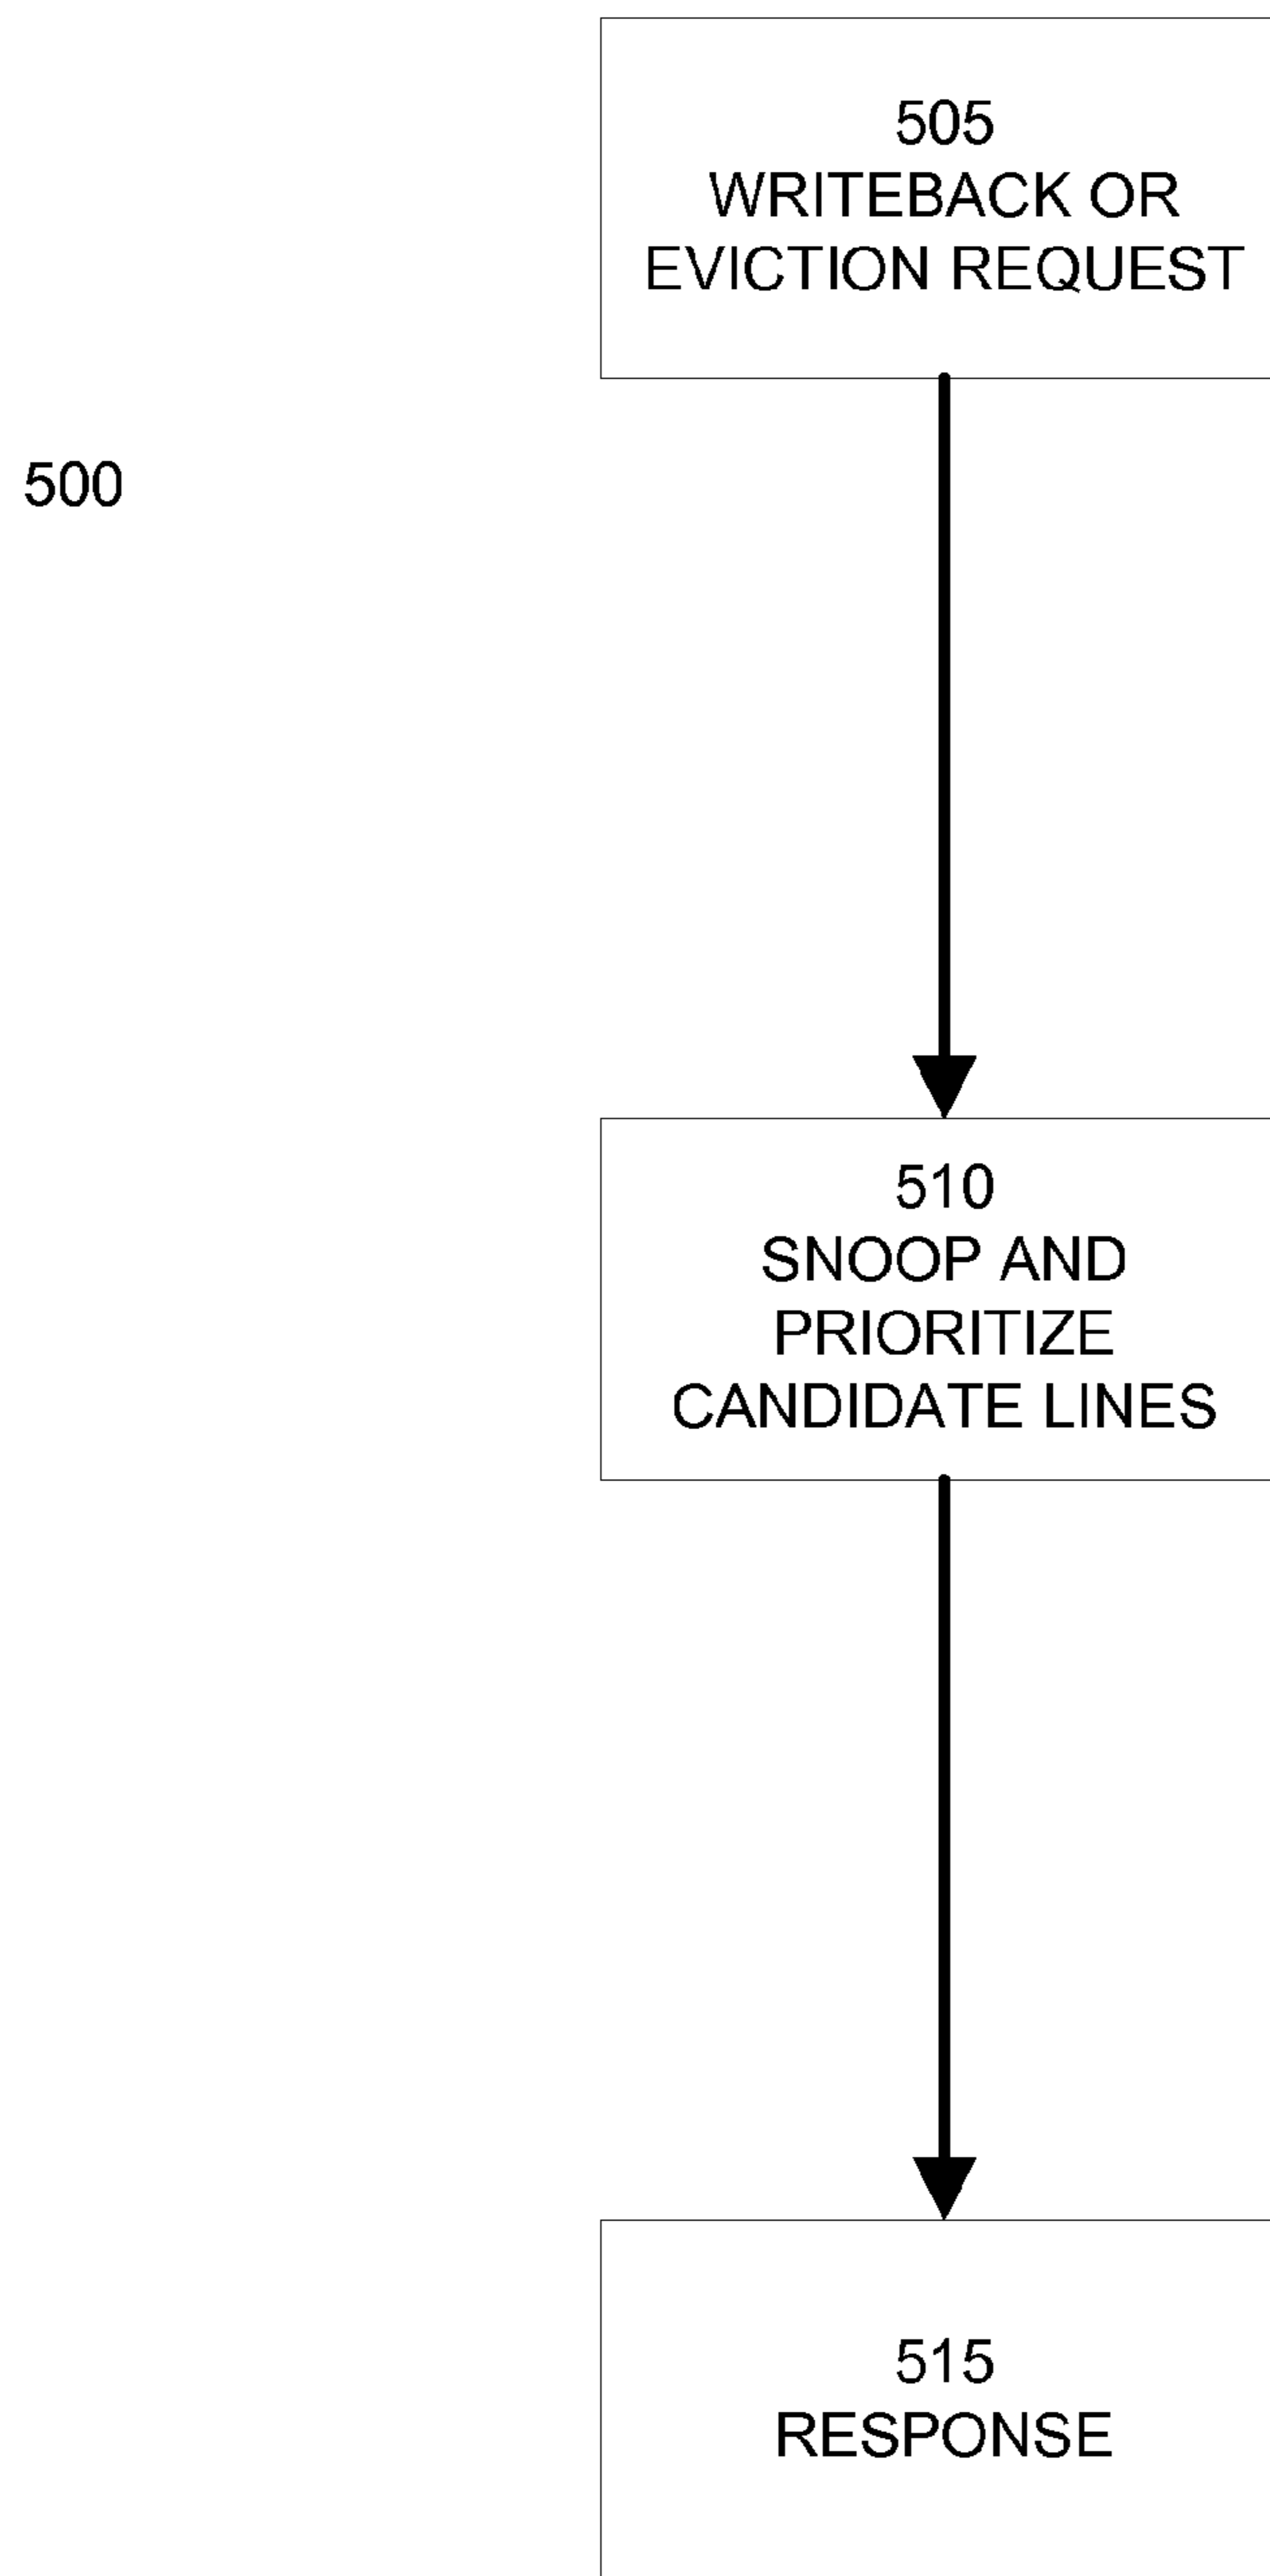 505
WRITEBACK OR
EVICTION REQUEST
500
510
SNOOP AND
PRIORITIZE
CANDIDATE LINES
515
RESPONSE